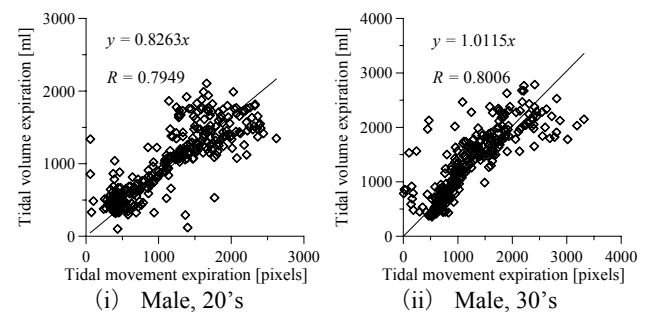 Tidal volume expiration [ml]
3000
2000
1000
0
y = 0.8263x
R = 0.7949
0 1000 2000 3000
Tidal movement expiration [pixels]
(i) Male, 20's
Tidal volume expiration [ml]
4000
3000
2000
1000
0
y = 1.0115x
R = 0.8006
0 1000 2000 3000 4000
Tidal movement expiration [pixels]
(ii) Male, 30's